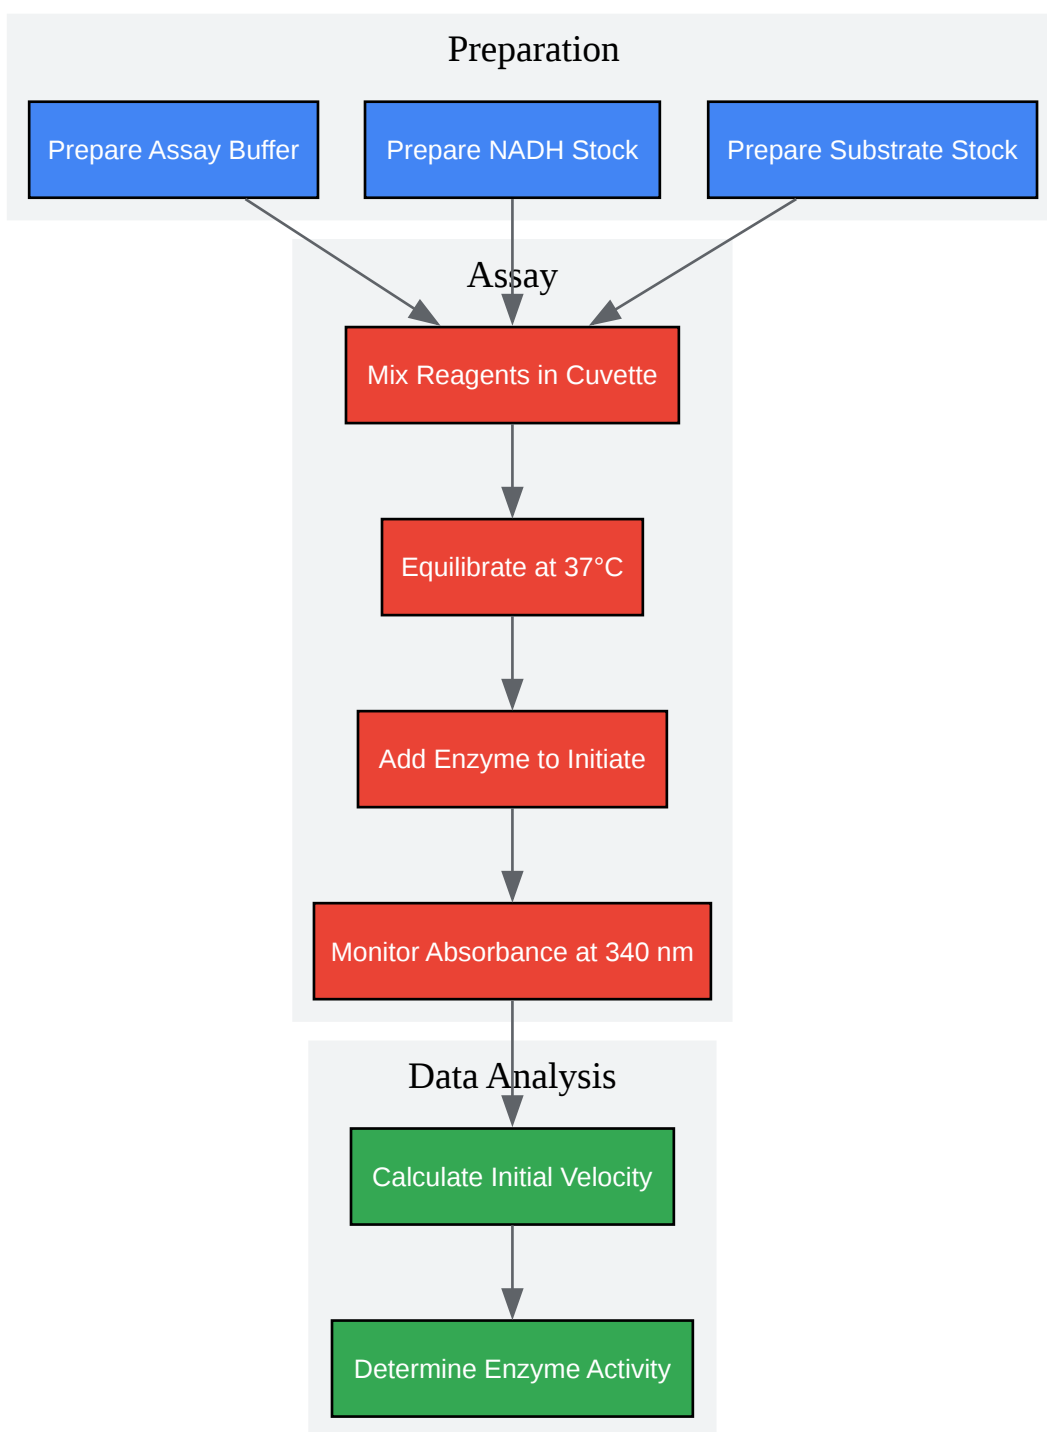 Preparation
Prepare Assay Buffer
Prepare NADH Stock
Prepare Substrate Stock
Assay
Mix Reagents in Cuvette
Equilibrate at 37°C
Add Enzyme to Initiate
Monitor Absorbance at 340 nm
Data Analysis
Calculate Initial Velocity
Determine Enzyme Activity